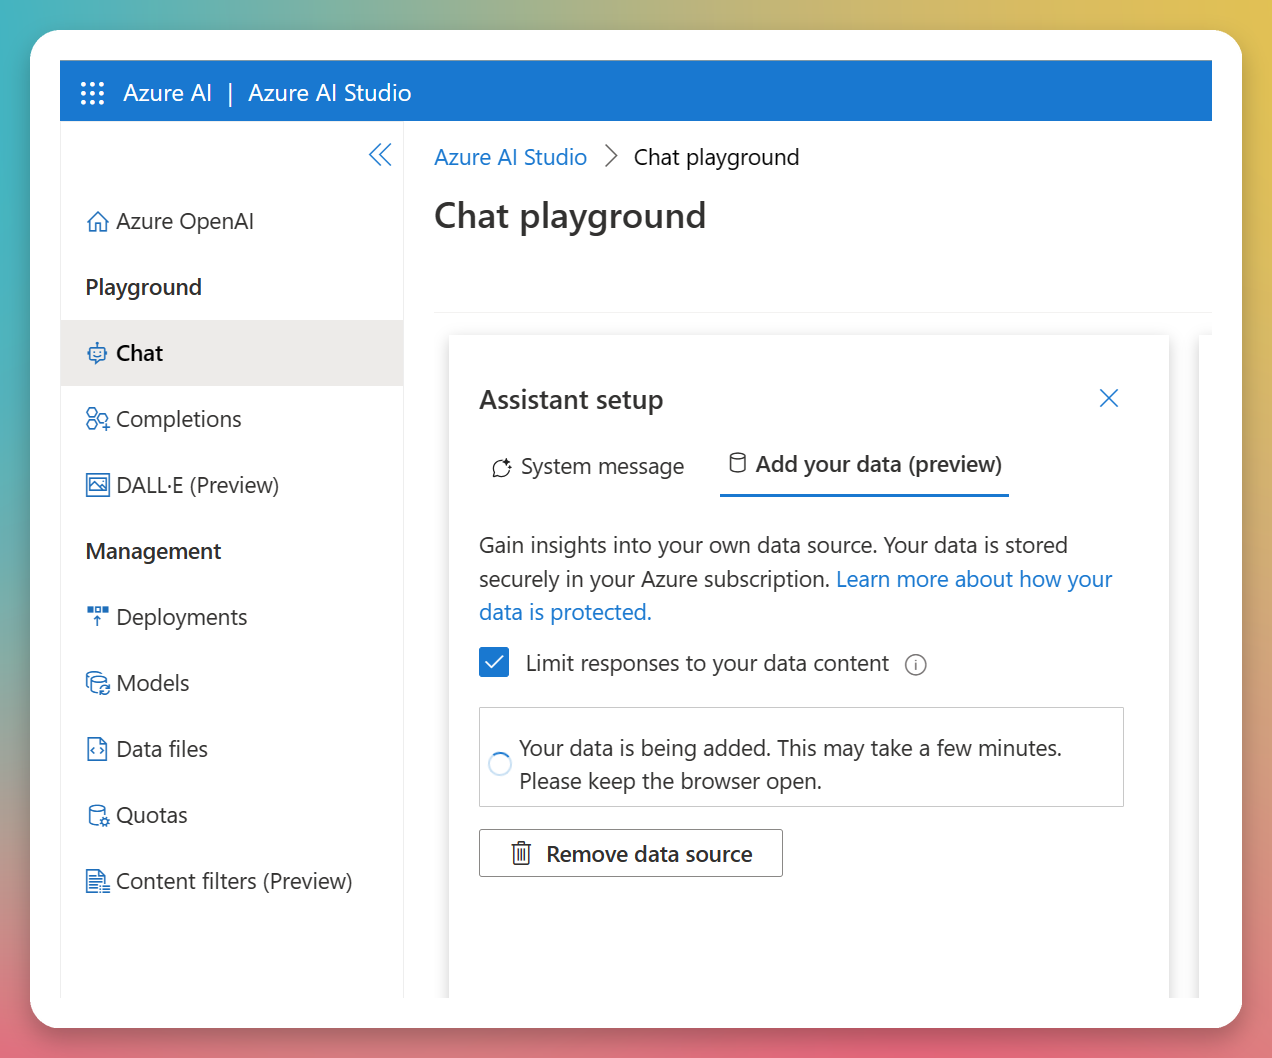 Azure AI | Azure AI Studio
Azure AI Studio > Chat playground
Chat playground
Azure OpenAI
Playground
Chat
Completions
DALL·E (Preview)
Management
Deployments
Models
Data files
Quotas
Content filters (Preview)
Assistant setup
System message
Add your data (preview)
Gain insights into your own data source. Your data is stored
securely in your Azure subscription. Learn more about how your
data is protected.
Limit responses to your data content
Your data is being added. This may take a few minutes.
Please keep the browser open.
Remove data source